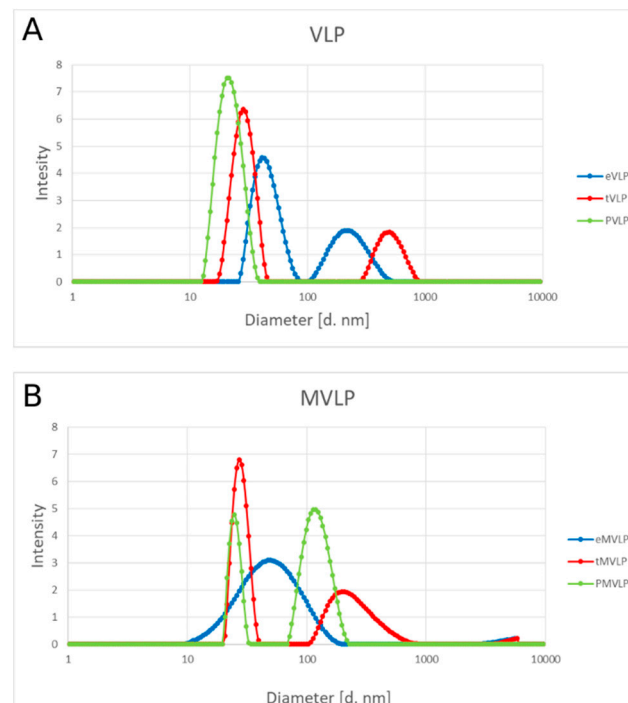 A
VLP
8
7
6
5
4
3
2
1
0
Intesity
1 10 100 1000 10000
Diameter [d. nm]
eVLP
tVLP
PVLP
B
MVLP
8
7
6
5
4
3
2
1
0
Intensity
1 10 100 1000 10000
Diameter [d. nm]
eMVLP
tMVLP
PMVLP